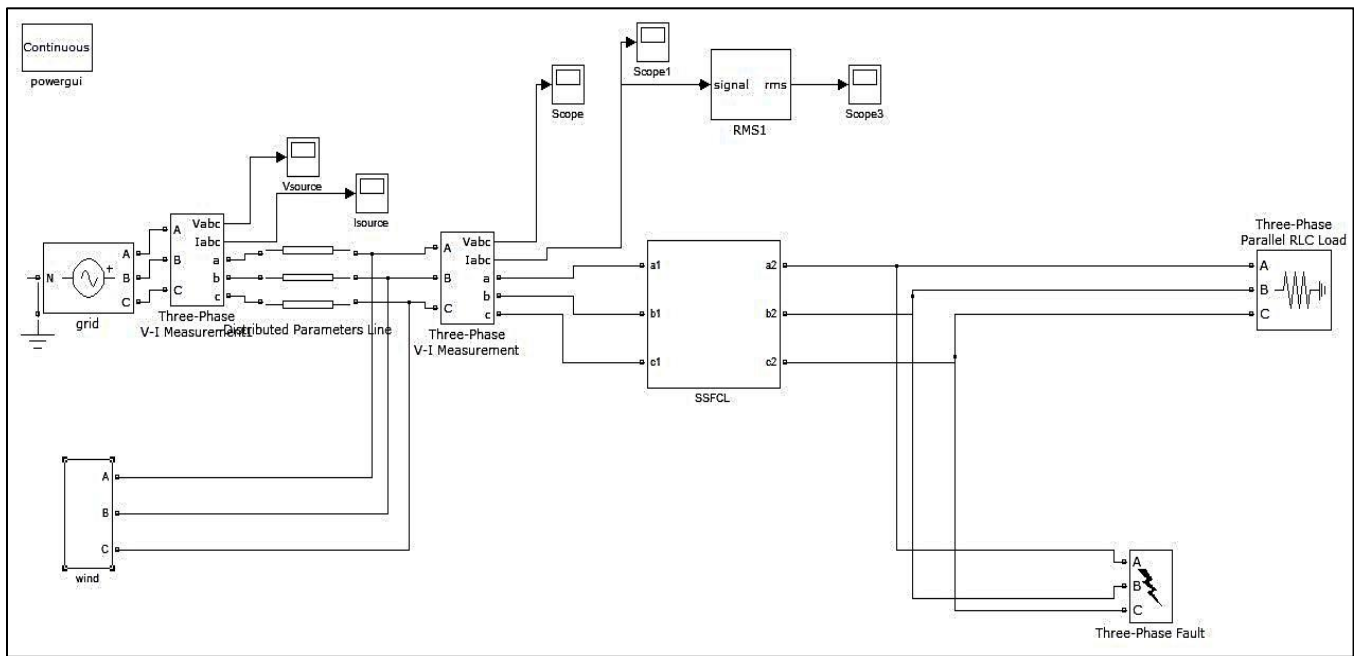 Continuous
powergui
Scope1
signal rms
RMS1
Scope3
Scope
Vsource
Isource
N
A
B
C
grid
A
B
C
Vabc
Iabc
a
b
c
Three-Phase
V-I Measurement1
Distributed Parameters Line
A
B
C
Vabc
Iabc
a
b
c
Three-Phase
V-I Measurement
a1 a2
b1 b2
c1 c2
SSFCL
Three-Phase
Parallel RLC Load
A
B
C
A
B
C
wind
A
B
C
Three-Phase Fault